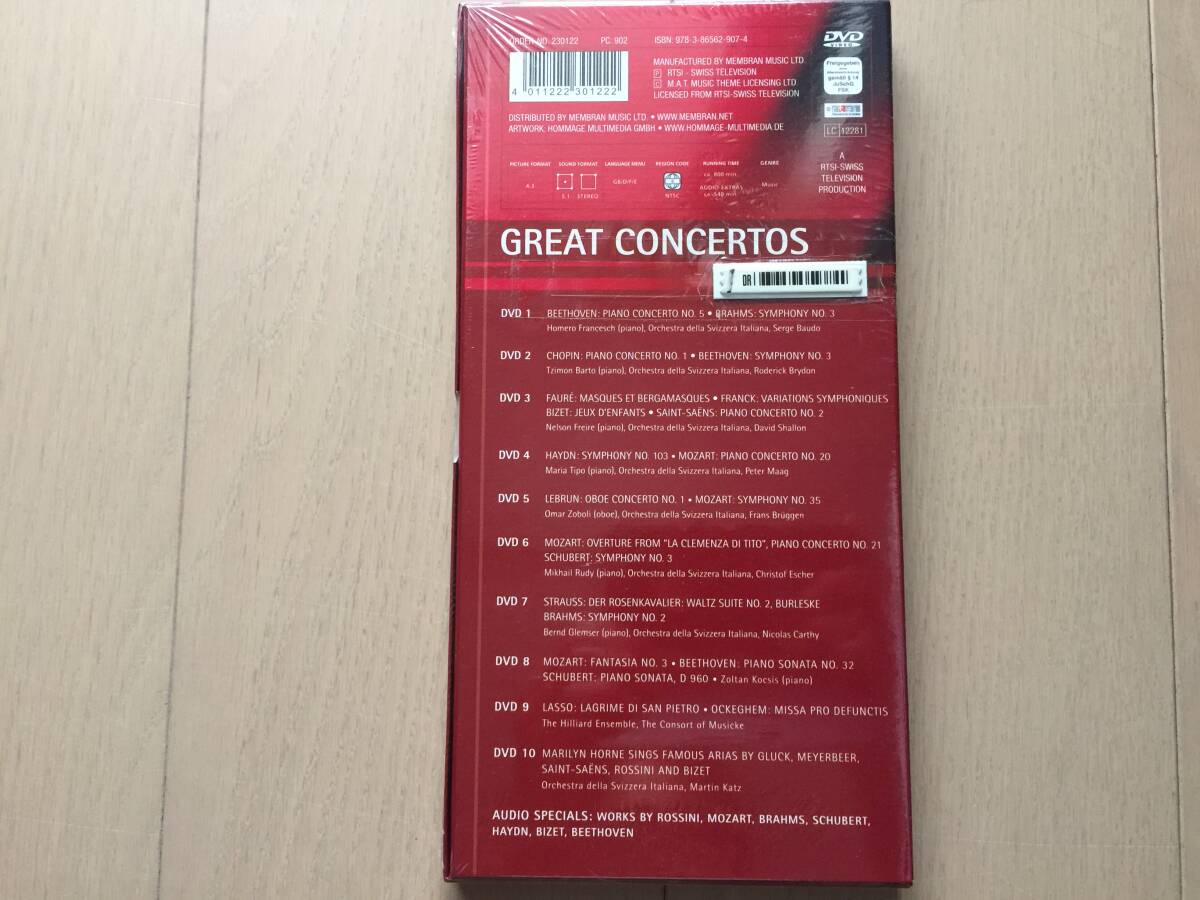 ORDER NO. 230122 PC 902 ISBN: 978-3-86562-907-4
DVD
VIDEO
MANUFACTURED BY MEMBRAN MUSIC LTD
Ⓟ RTSI - SWISS TELEVISION
© M.A.T. MUSIC THEME LICENSING LTD
LICENSED FROM RTSI-SWISS TELEVISION
Freigegeben
gemäß § 14
JuSchG
FSK
4 011222 301222
DISTRIBUTED BY MEMBRAN MUSIC LTD. • WWW.MEMBRAN.NET
ARTWORK: HOMMAGE MULTIMEDIA GMBH • WWW.HOMMAGE-MULTIMEDIA.DE
LC 12281
PICTURE FORMAT SOUND FORMAT LANGUAGE MENU REGION CODE RUNNING TIME GENRE
4:3 5.1 STEREO GB/D/F/E NTSC ca. 800 min. Music
AUDIO EXTRAS
ca. 540 min.
A
RTSI-SWISS
TELEVISION
PRODUCTION
GREAT CONCERTOS
DR
DVD 1 BEETHOVEN: PIANO CONCERTO NO. 5 • BRAHMS: SYMPHONY NO. 3
Homero Francesch (piano), Orchestra della Svizzera Italiana, Serge Baudo
DVD 2 CHOPIN: PIANO CONCERTO NO. 1 • BEETHOVEN: SYMPHONY NO. 3
Tzimon Barto (piano), Orchestra della Svizzera Italiana, Roderick Brydon
DVD 3 FAURÉ: MASQUES ET BERGAMASQUES • FRANCK: VARIATIONS SYMPHONIQUES
BIZET: JEUX D'ENFANTS • SAINT-SAËNS: PIANO CONCERTO NO. 2
Nelson Freire (piano), Orchestra della Svizzera Italiana, David Shallon
DVD 4 HAYDN: SYMPHONY NO. 103 • MOZART: PIANO CONCERTO NO. 20
Maria Tipo (piano), Orchestra della Svizzera Italiana, Peter Maag
DVD 5 LEBRUN: OBOE CONCERTO NO. 1 • MOZART: SYMPHONY NO. 35
Omar Zoboli (oboe), Orchestra della Svizzera Italiana, Frans Brüggen
DVD 6 MOZART: OVERTURE FROM "LA CLEMENZA DI TITO", PIANO CONCERTO NO. 21
SCHUBERT: SYMPHONY NO. 3
Mikhail Rudy (piano), Orchestra della Svizzera Italiana, Christof Escher
DVD 7 STRAUSS: DER ROSENKAVALIER: WALTZ SUITE NO. 2, BURLESKE
BRAHMS: SYMPHONY NO. 2
Bernd Glemser (piano), Orchestra della Svizzera Italiana, Nicolas Carthy
DVD 8 MOZART: FANTASIA NO. 3 • BEETHOVEN: PIANO SONATA NO. 32
SCHUBERT: PIANO SONATA, D 960 • Zoltan Kocsis (piano)
DVD 9 LASSO: LAGRIME DI SAN PIETRO • OCKEGHEM: MISSA PRO DEFUNCTIS
The Hilliard Ensemble, The Consort of Musicke
DVD 10 MARILYN HORNE SINGS FAMOUS ARIAS BY GLUCK, MEYERBEER,
SAINT-SAËNS, ROSSINI AND BIZET
Orchestra della Svizzera Italiana, Martin Katz
AUDIO SPECIALS: WORKS BY ROSSINI, MOZART, BRAHMS, SCHUBERT,
HAYDN, BIZET, BEETHOVEN